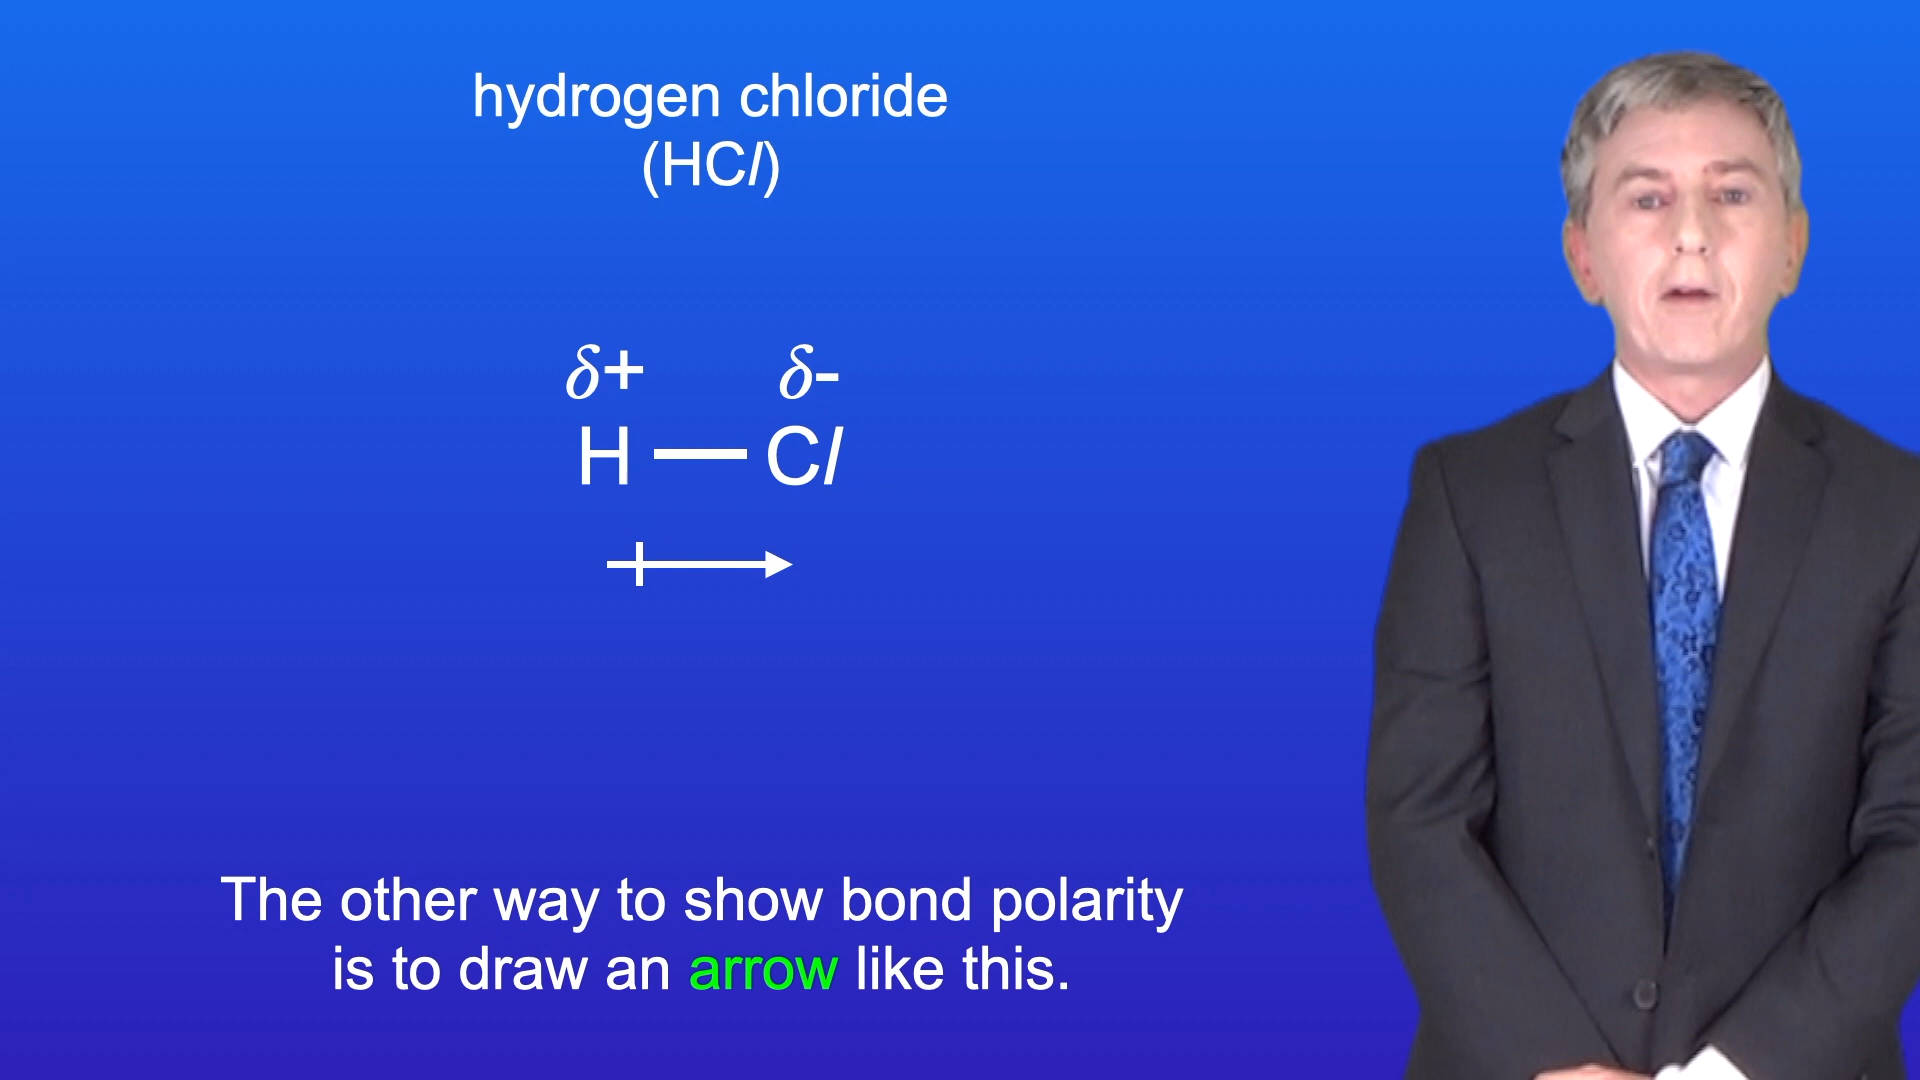 hydrogen chloride
(HCl)
δ+ δ-
H — Cl
The other way to show bond polarity
is to draw an arrow like this.